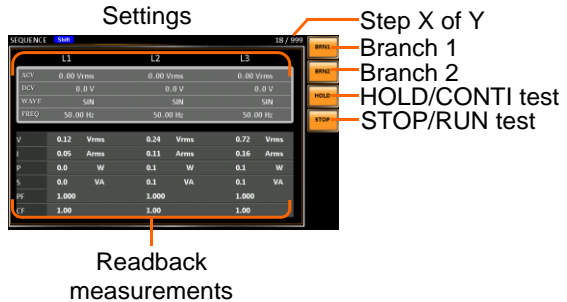 Settings
Step X of Y
Branch 1
Branch 2
HOLD/CONTI test
STOP/RUN test
SEQUENCE Shift 18 / 999
BRN1
BRN2
HOLD
STOP
L1 L2 L3
ACV 0.00 Vrms 0.00 Vrms 0.00 Vrms
DCV 0.0 V 0.0 V 0.0 V
WAVE SIN SIN SIN
FREQ 50.00 Hz 50.00 Hz 50.00 Hz
V 0.12 Vrms 0.24 Vrms 0.72 Vrms
I 0.05 Arms 0.11 Arms 0.16 Arms
P 0.0 W 0.1 W 0.1 W
S 0.0 VA 0.1 VA 0.1 VA
PF 1.000 1.000 1.000
CF 1.00 1.00 1.00
Readback
measurements